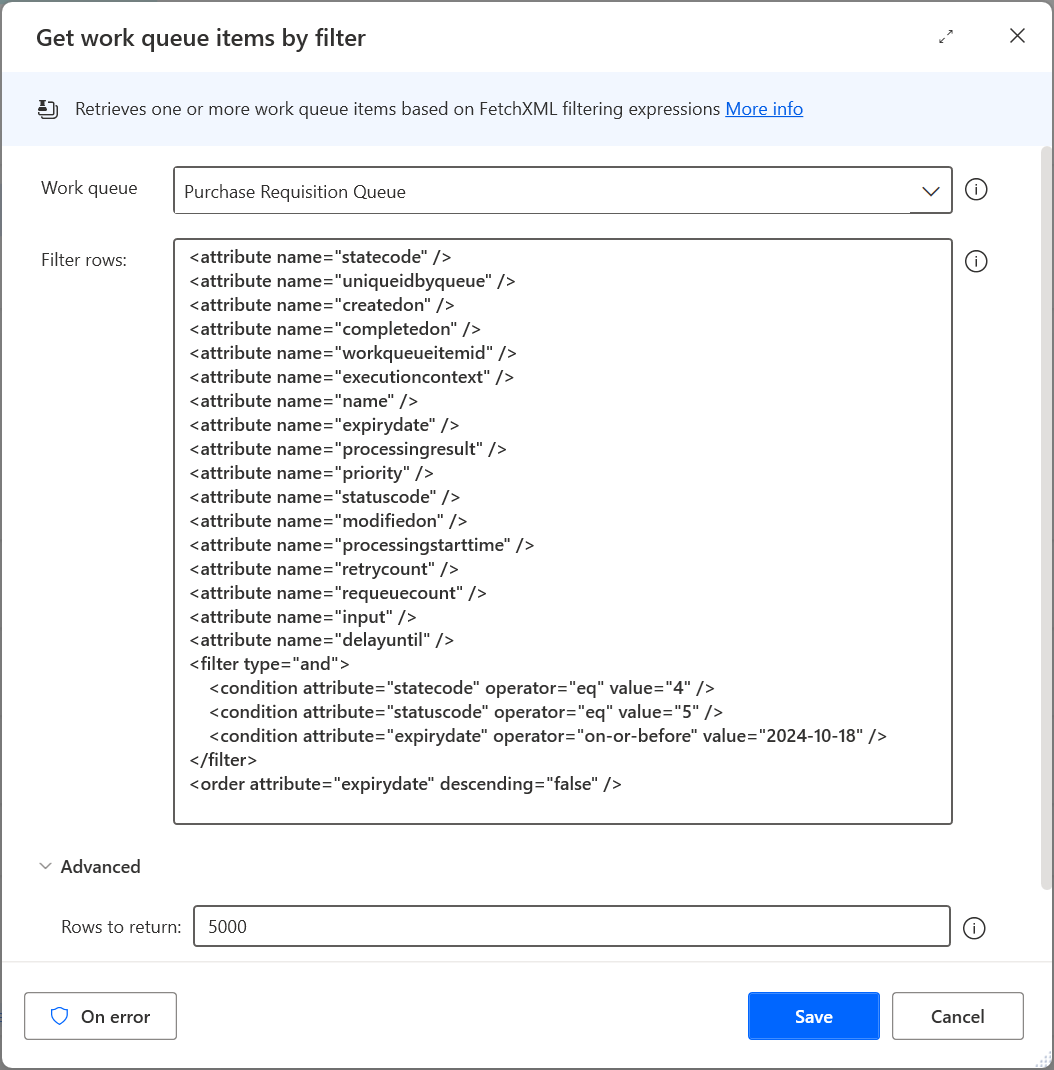 Get work queue items by filter
Retrieves one or more work queue items based on FetchXML filtering expressions More info
Work queue
Purchase Requisition Queue
Filter rows:
<attribute name="statecode" />
<attribute name="uniqueidbyqueue" />
<attribute name="createdon" />
<attribute name="completedon" />
<attribute name="workqueueitemid" />
<attribute name="executioncontext" />
<attribute name="name" />
<attribute name="expirydate" />
<attribute name="processingresult" />
<attribute name="priority" />
<attribute name="statuscode" />
<attribute name="modifiedon" />
<attribute name="processingstarttime" />
<attribute name="retrycount" />
<attribute name="requeuecount" />
<attribute name="input" />
<attribute name="delayuntil" />
<filter type="and">
<condition attribute="statecode" operator="eq" value="4" />
<condition attribute="statuscode" operator="eq" value="5" />
<condition attribute="expirydate" operator="on-or-before" value="2024-10-18" />
</filter>
<order attribute="expirydate" descending="false" />
Advanced
Rows to return:
5000
On error
Save
Cancel